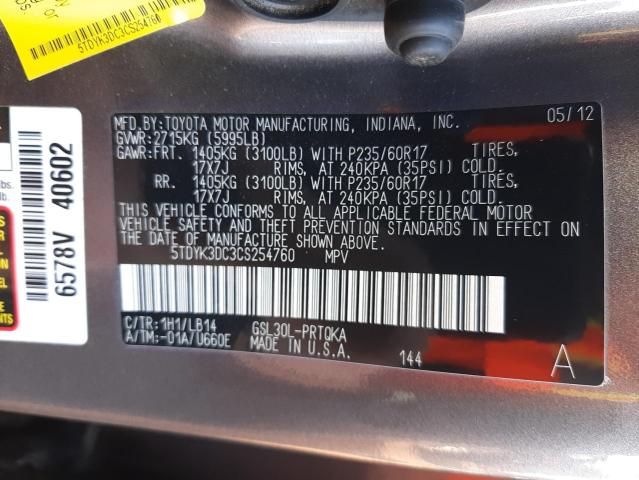 5TDYK3DC3CS254760
MFD.BY:TOYOTA MOTOR MANUFACTURING, INDIANA, INC. 05/12
GVWR:2715KG (5995LB)
GAWR:FRT. 1405KG (3100LB) WITH P235/60R17 TIRES,
17X7J RIMS, AT 240KPA (35PSI) COLD.
RR. 1405KG (3100LB) WITH P235/60R17 TIRES,
17X7J RIMS, AT 240KPA (35PSI) COLD.
THIS VEHICLE CONFORMS TO ALL APPLICABLE FEDERAL MOTOR
VEHICLE SAFETY AND THEFT PREVENTION STANDARDS IN EFFECT ON
THE DATE OF MANUFACTURE SHOWN ABOVE.
5TDYK3DC3CS254760 MPV
C/TR:1H1/LB14 GSL30L-PRTQKA
A/TM:-01A/U660E MADE IN U.S.A. 144 A
6578V 40602